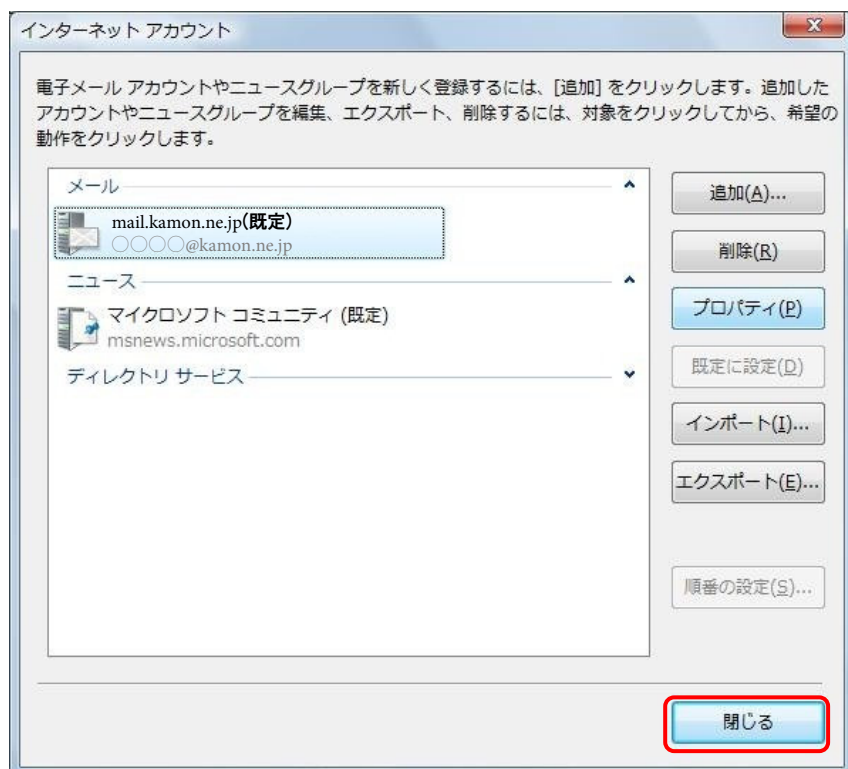 インターネット アカウント
電子メール アカウントやニュースグループを新しく登録するには、[追加] をクリックします。追加した
アカウントやニュースグループを編集、エクスポート、削除するには、対象をクリックしてから、希望の
動作をクリックします。
メール
mail.kamon.ne.jp(既定)
○○○○@kamon.ne.jp
ニュース
マイクロソフト コミュニティ (既定)
msnews.microsoft.com
ディレクトリ サービス
追加(A)...
削除(R)
プロパティ(P)
既定に設定(D)
インポート(I)...
エクスポート(E)...
順番の設定(S)...
閉じる